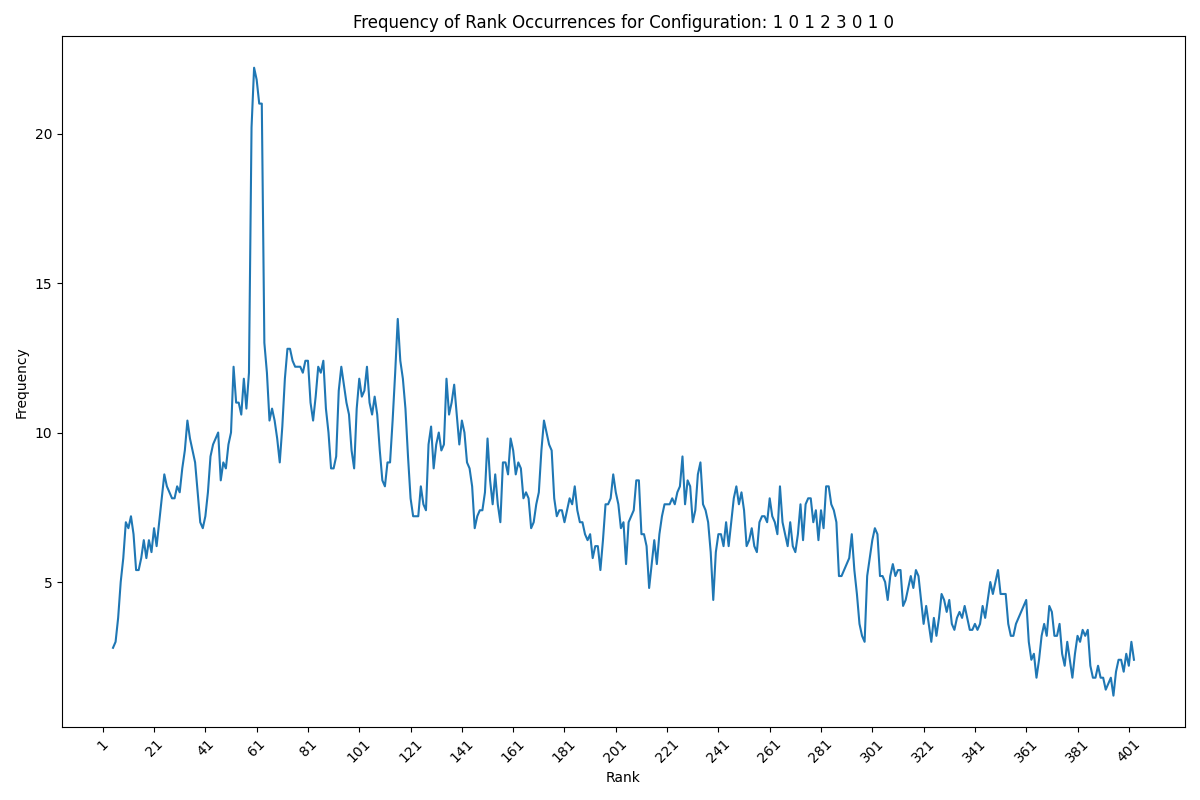 Frequency of Rank Occurrences for Configuration: 1 0 1 2 3 0 1 0
Frequency
20
15
10
5
1 21 41 61 81 101 121 141 161 181 201 221 241 261 281 301 321 341 361 381 401
Rank